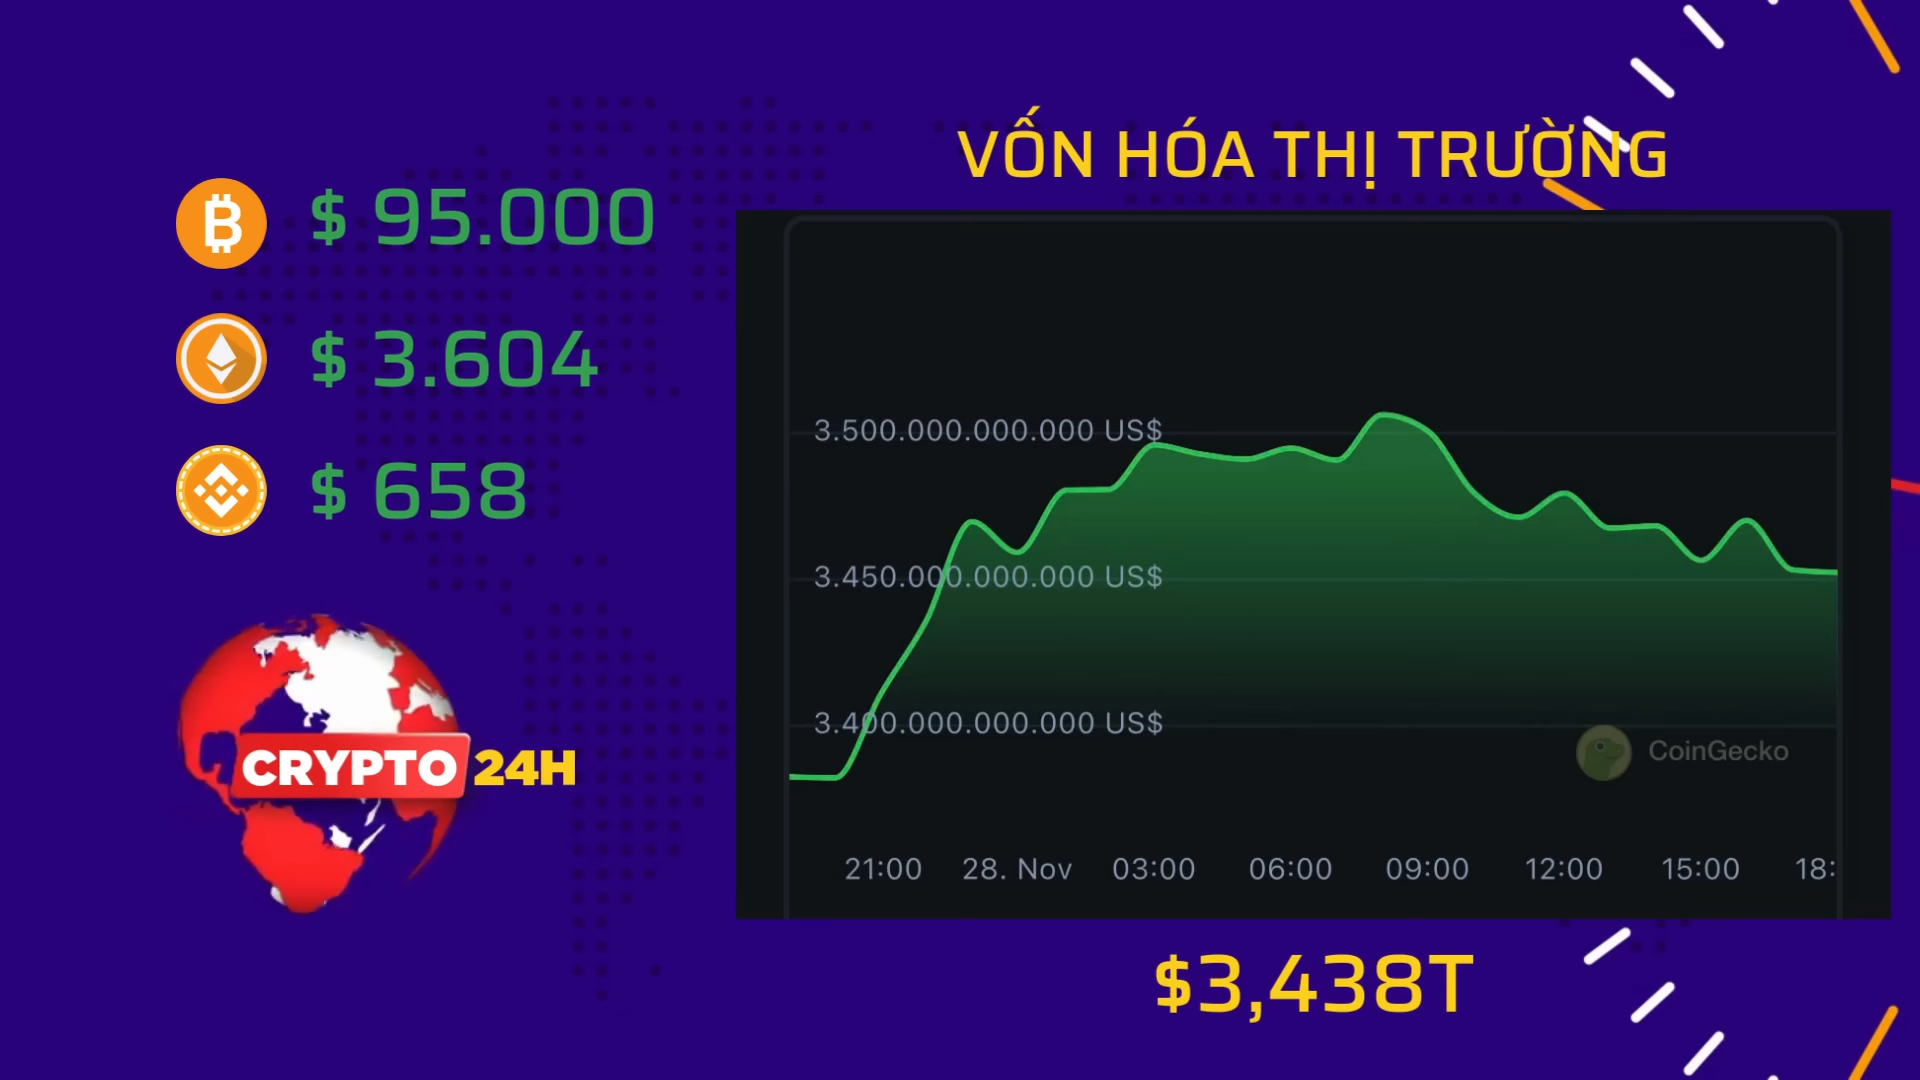 $ 95.000
$ 3.604
$ 658
CRYPTO 24H
VỐN HÓA THỊ TRƯỜNG
3.500.000.000.000 US$
3.450.000.000.000 US$
3.400.000.000.000 US$
CoinGecko
21:00 28. Nov 03:00 06:00 09:00 12:00 15:00 18:
$3,438T